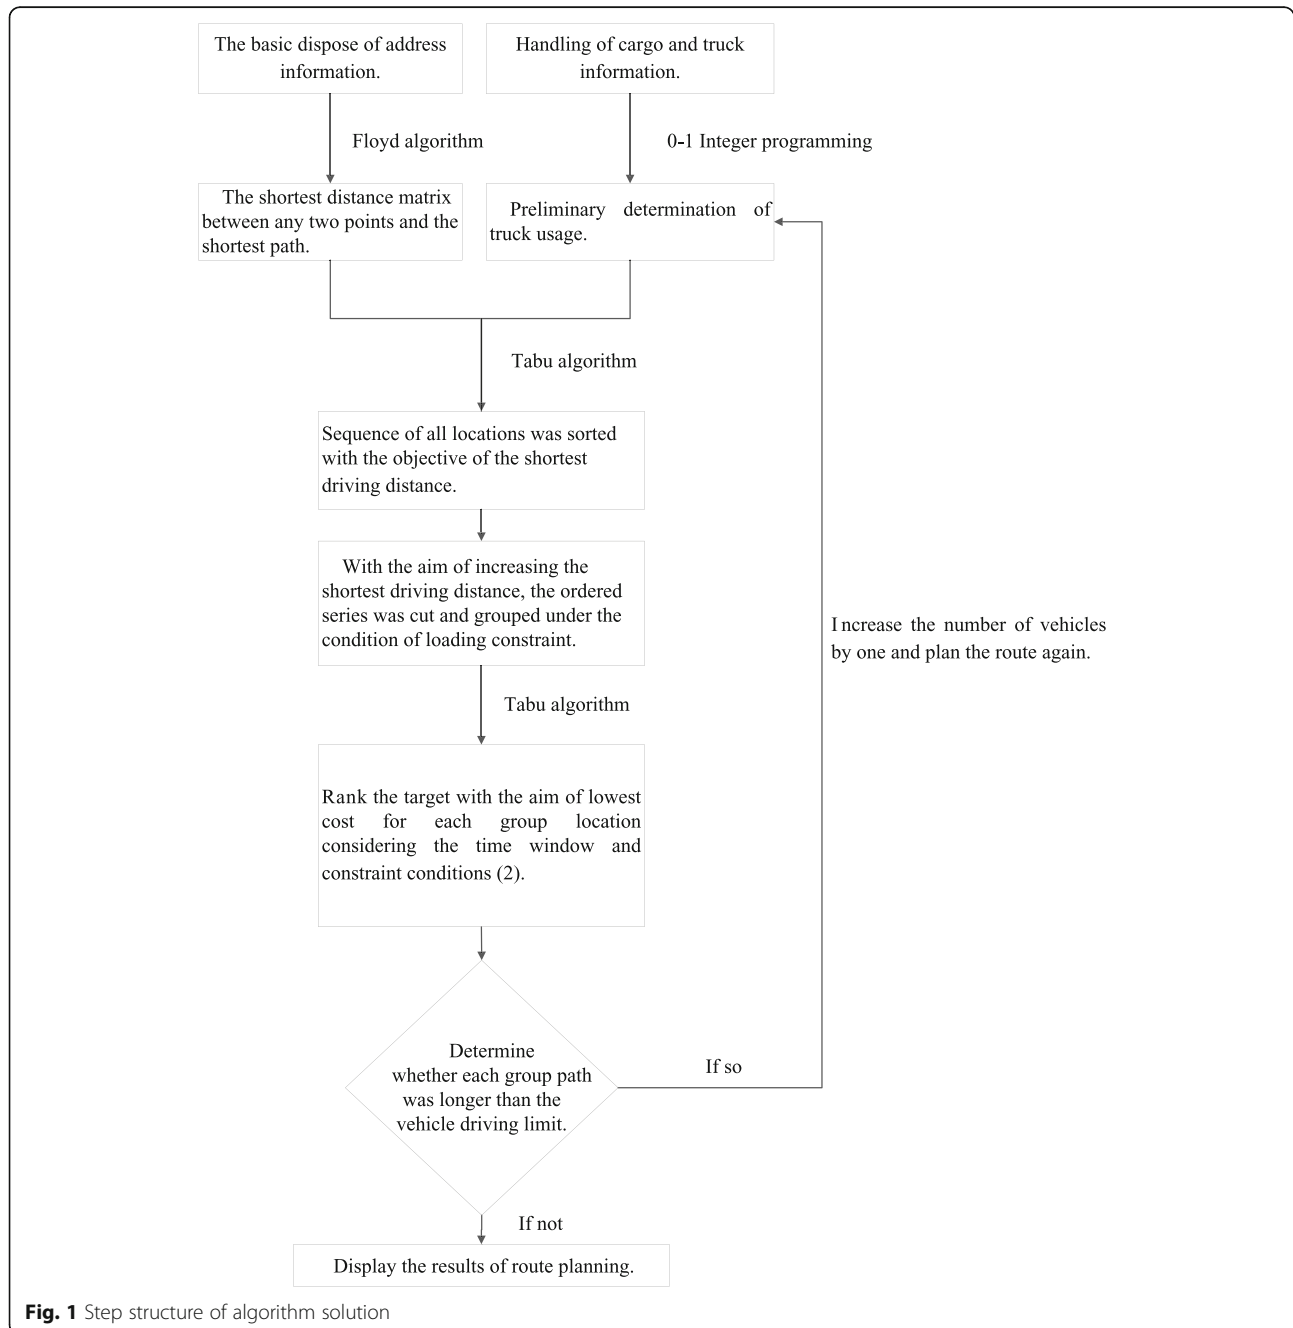 The basic dispose of address
information.
Handling of cargo and truck
information.
Floyd algorithm
0-1 Integer programming
The shortest distance matrix
between any two points and the
shortest path.
Preliminary determination of
truck usage.
Tabu algorithm
Sequence of all locations was sorted
with the objective of the shortest
driving distance.
With the aim of increasing the
shortest driving distance, the ordered
series was cut and grouped under the
condition of loading constraint.
Increase the number of vehicles
by one and plan the route again.
Tabu algorithm
Rank the target with the aim of lowest
cost for each group location
considering the time window and
constraint conditions (2).
Determine
whether each group path
was longer than the
vehicle driving limit.
If so
If not
Display the results of route planning.
Fig. 1 Step structure of algorithm solution